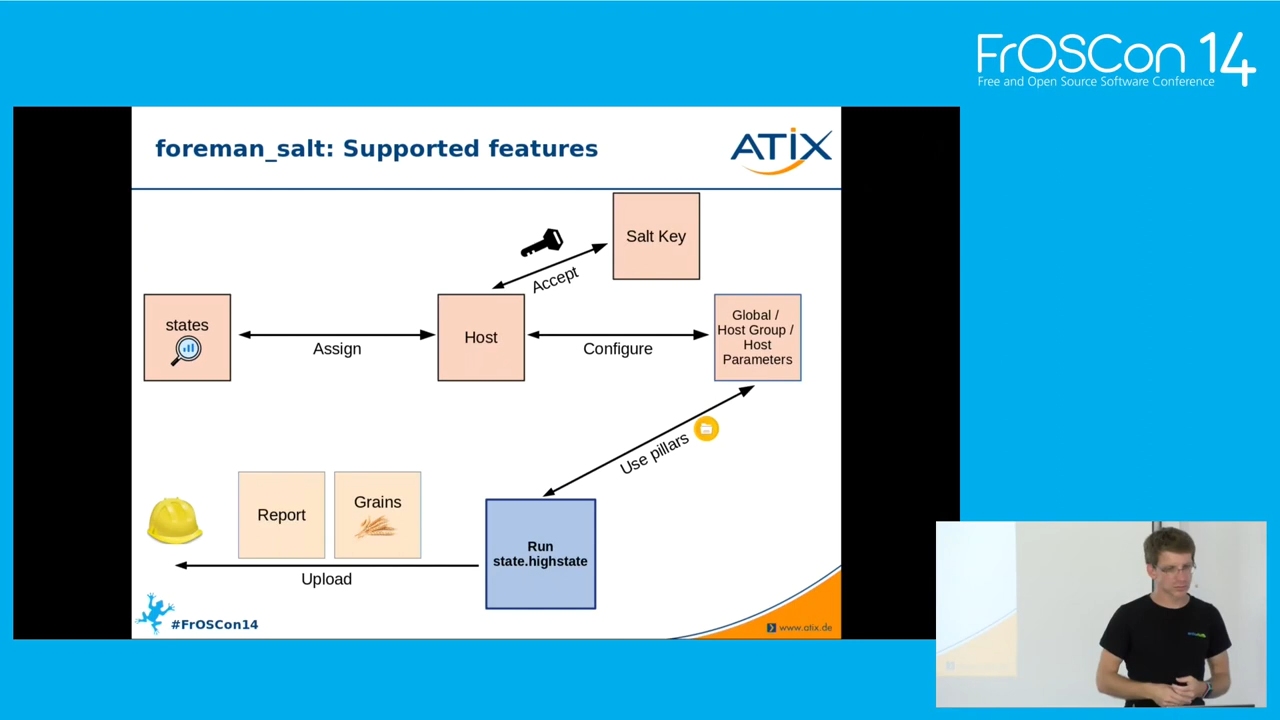 FrOSCon 14
Free and Open Source Software Conference
foreman_salt: Supported features
ATIX
Salt Key
Accept
states
Assign
Host
Configure
Global /
Host Group /
Host
Parameters
Use pillars
Report
Grains
Run
state.highstate
Upload
#FrOSCon14
www.atix.de